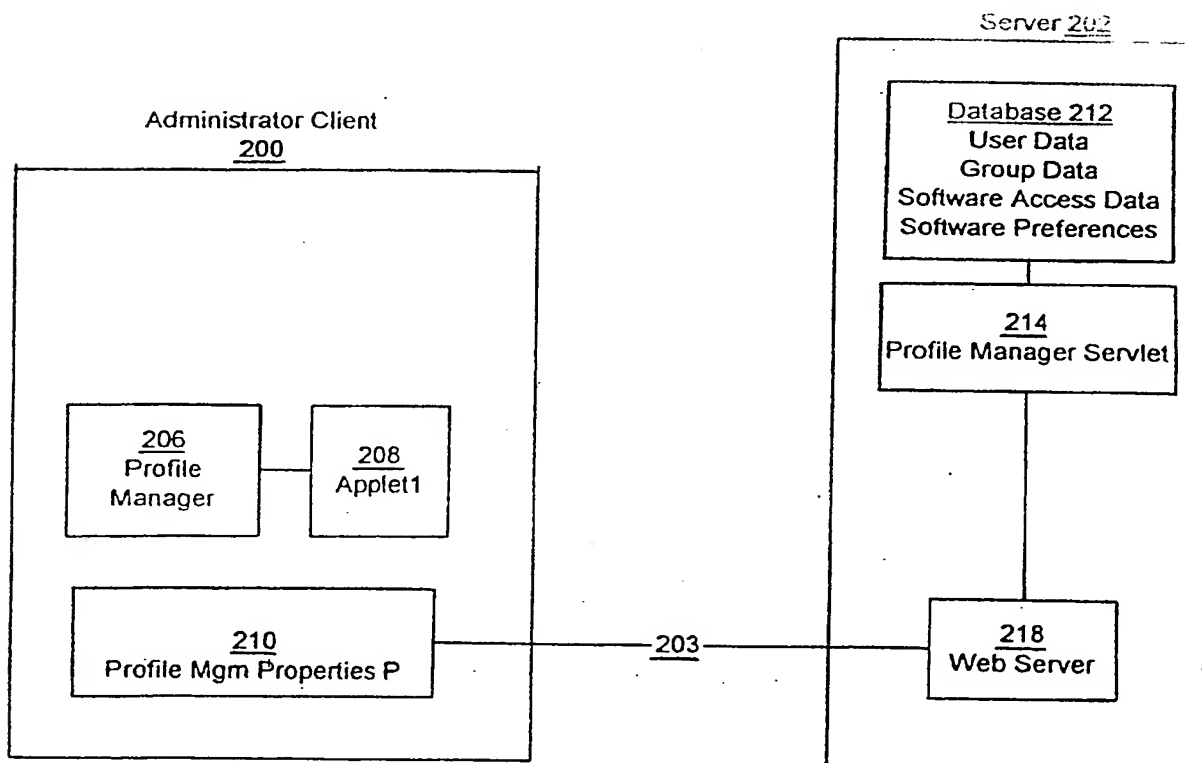 Server 202
Administrator Client
200
Database 212
User Data
Group Data
Software Access Data
Software Preferences
214
Profile Manager Servlet
206
Profile
Manager
208
Applet1
210
Profile Mgm Properties P
203
218
Web Server